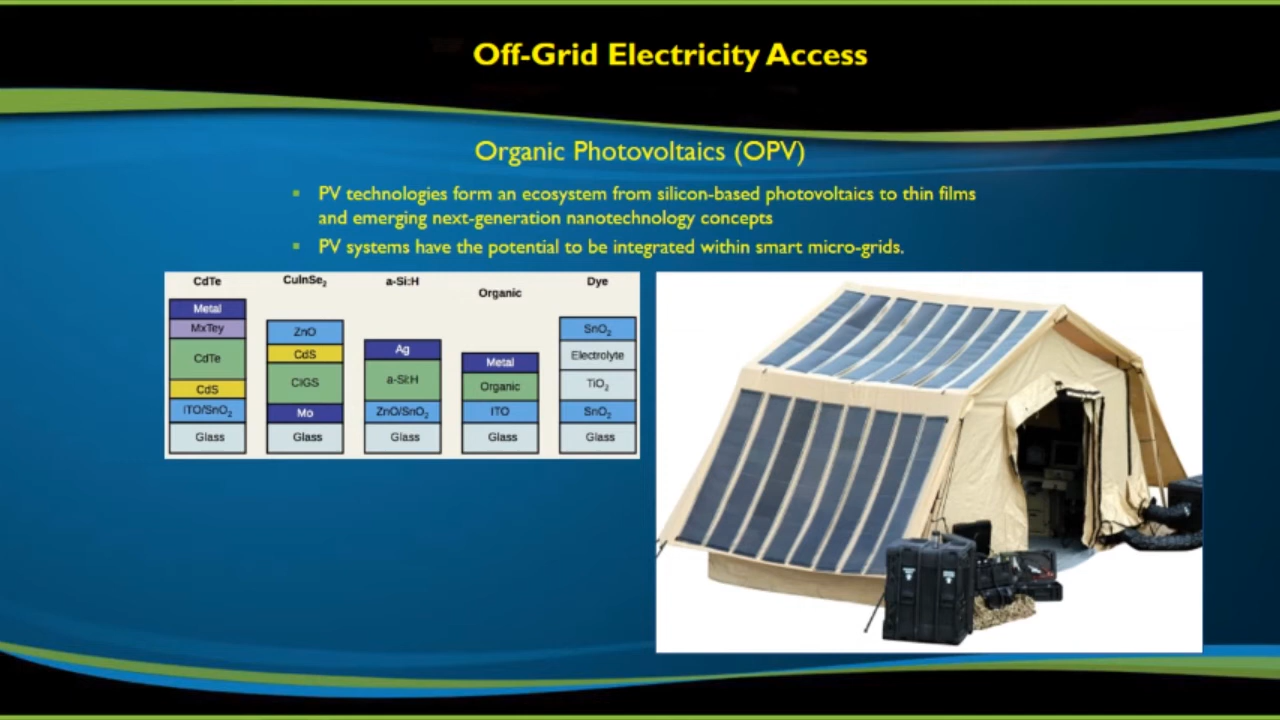 Off-Grid Electricity Access
Organic Photovoltaics (OPV)
▪ PV technologies form an ecosystem from silicon-based photovoltaics to thin films
and emerging next-generation nanotechnology concepts
▪ PV systems have the potential to be integrated within smart micro-grids.
CdTe
Metal
MxTey
CdTe
CdS
ITO/SnO₂
Glass
CuInSe₂
ZnO
CdS
CIGS
Mo
Glass
a-Si:H
Ag
a-Si:H
ZnO/SnO₂
Glass
Organic
Metal
Organic
ITO
Glass
Dye
SnO₂
Electrolyte
TiO₂
SnO₂
Glass